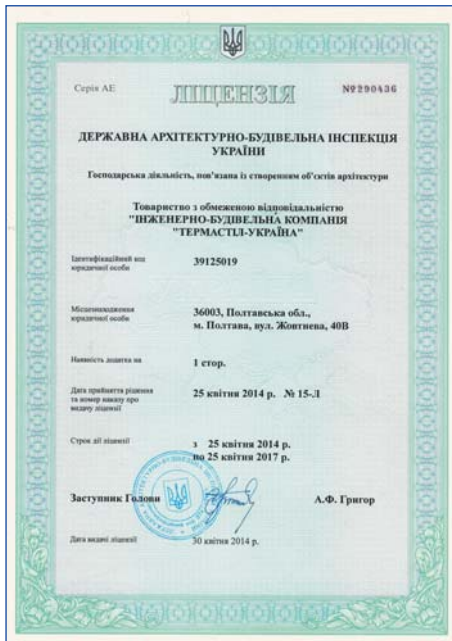 Серія АЕ
ЛІЦЕНЗІЯ
№290436
ДЕРЖАВНА АРХІТЕКТУРНО-БУДІВЕЛЬНА ІНСПЕКЦІЯ
УКРАЇНИ
Господарська діяльність, пов'язана із створенням об'єктів архітектури
Товариство з обмеженою відповідальністю
"ІНЖЕНЕРНО-БУДІВЕЛЬНА КОМПАНІЯ
"ТЕРМАСТІЛ-УКРАЇНА"
Ідентифікаційний код
юридичної особи
39125019
Місцезнаходження
юридичної особи
36003, Полтавська обл.,
м. Полтава, вул. Жовтнева, 40В
Наявність додатка на
1 стор.
Дата прийняття рішення
та номер наказу про
видачу ліцензії
25 квітня 2014 р. № 15-Л
Строк дії ліцензії
з 25 квітня 2014 р.
по 25 квітня 2017 р.
Заступник Голови
А.Ф. Григор
Дата видачі ліцензії
30 квітня 2014 р.